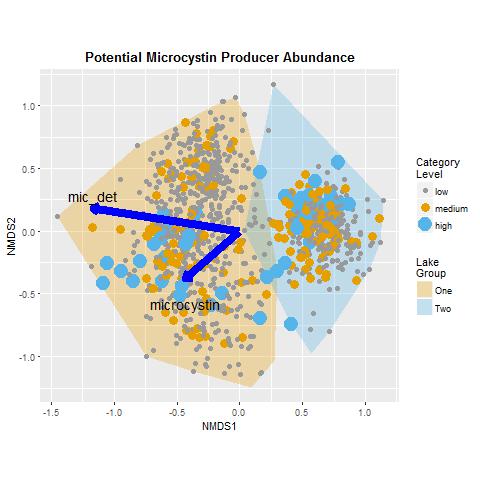 Potential Microcystin Producer Abundance
mic_det
microcystin
1.0
0.5
0.0
-0.5
-1.0
NMDS2
-1.5
-1.0
-0.5
0.0
0.5
1.0
NMDS1
Category
Level
low
medium
high
Lake
Group
One
Two